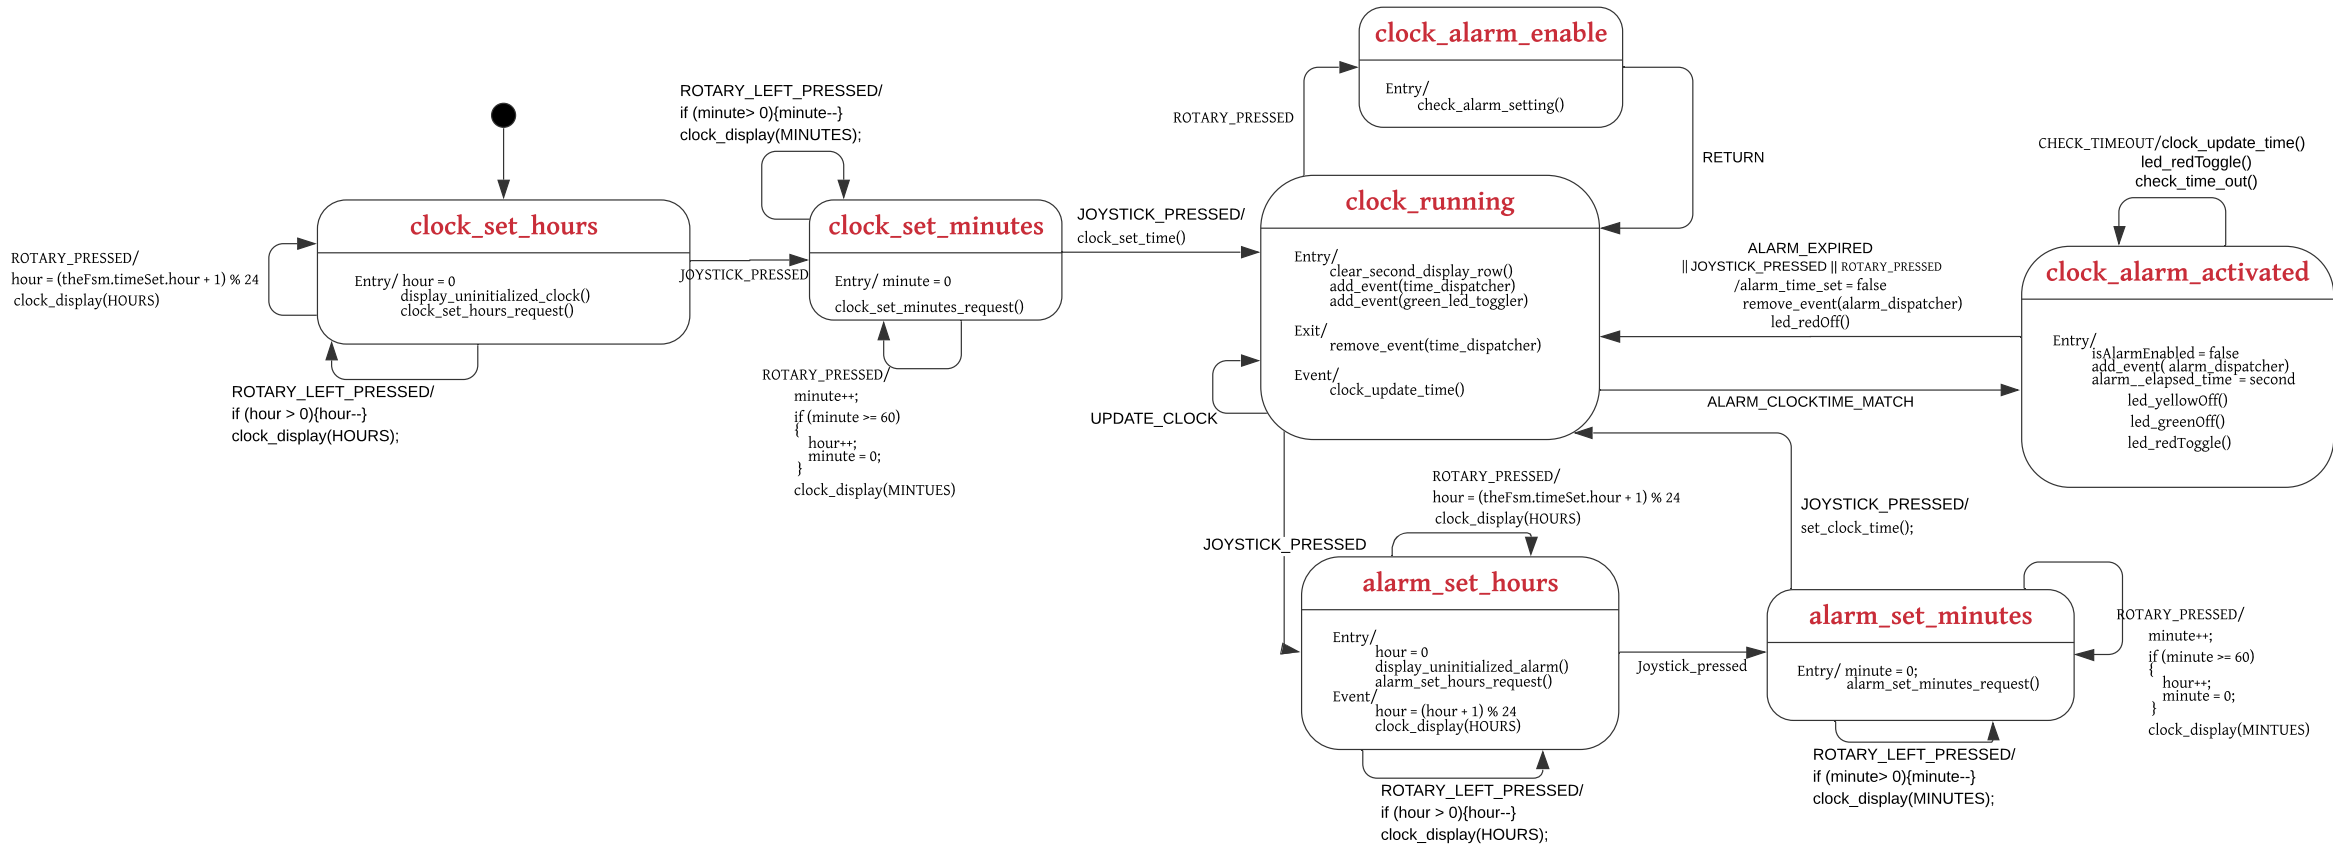 clock_alarm_enable
Entry/
check_alarm_setting()
ROTARY_PRESSED
RETURN
ROTARY_LEFT_PRESSED/
if (minute> 0){minute--}
clock_display(MINUTES);
clock_set_hours
Entry/ hour = 0
display_uninitialized_clock()
clock_set_hours_request()
ROTARY_PRESSED/
hour = (theFsm.timeSet.hour + 1) % 24
clock_display(HOURS)
ROTARY_LEFT_PRESSED/
if (hour > 0){hour--}
clock_display(HOURS);
JOYSTICK_PRESSED
clock_set_minutes
Entry/ minute = 0
clock_set_minutes_request()
ROTARY_PRESSED/
minute++;
if (minute >= 60)
{
hour++;
minute = 0;
}
clock_display(MINTUES)
JOYSTICK_PRESSED/
clock_set_time()
clock_running
Entry/
clear_second_display_row()
add_event(time_dispatcher)
add_event(green_led_toggler)
Exit/
remove_event(time_dispatcher)
Event/
clock_update_time()
UPDATE_CLOCK
CHECK_TIMEOUT/clock_update_time()
led_redToggle()
check_time_out()
ALARM_EXPIRED
|| JOYSTICK_PRESSED || ROTARY_PRESSED
/alarm_time_set = false
remove_event(alarm_dispatcher)
led_redOff()
ALARM_CLOCKTIME_MATCH
clock_alarm_activated
Entry/
isAlarmEnabled = false
add_event( alarm_dispatcher)
alarm__elapsed_time = second
led_yellowOff()
led_greenOff()
led_redToggle()
JOYSTICK_PRESSED
ROTARY_PRESSED/
hour = (theFsm.timeSet.hour + 1) % 24
clock_display(HOURS)
alarm_set_hours
Entry/
hour = 0
display_uninitialized_alarm()
alarm_set_hours_request()
Event/
hour = (hour + 1) % 24
clock_display(HOURS)
ROTARY_LEFT_PRESSED/
if (hour > 0){hour--}
clock_display(HOURS);
Joystick_pressed
JOYSTICK_PRESSED/
set_clock_time();
alarm_set_minutes
Entry/ minute = 0;
alarm_set_minutes_request()
ROTARY_PRESSED/
minute++;
if (minute >= 60)
{
hour++;
minute = 0;
}
clock_display(MINTUES)
ROTARY_LEFT_PRESSED/
if (minute> 0){minute--}
clock_display(MINUTES);